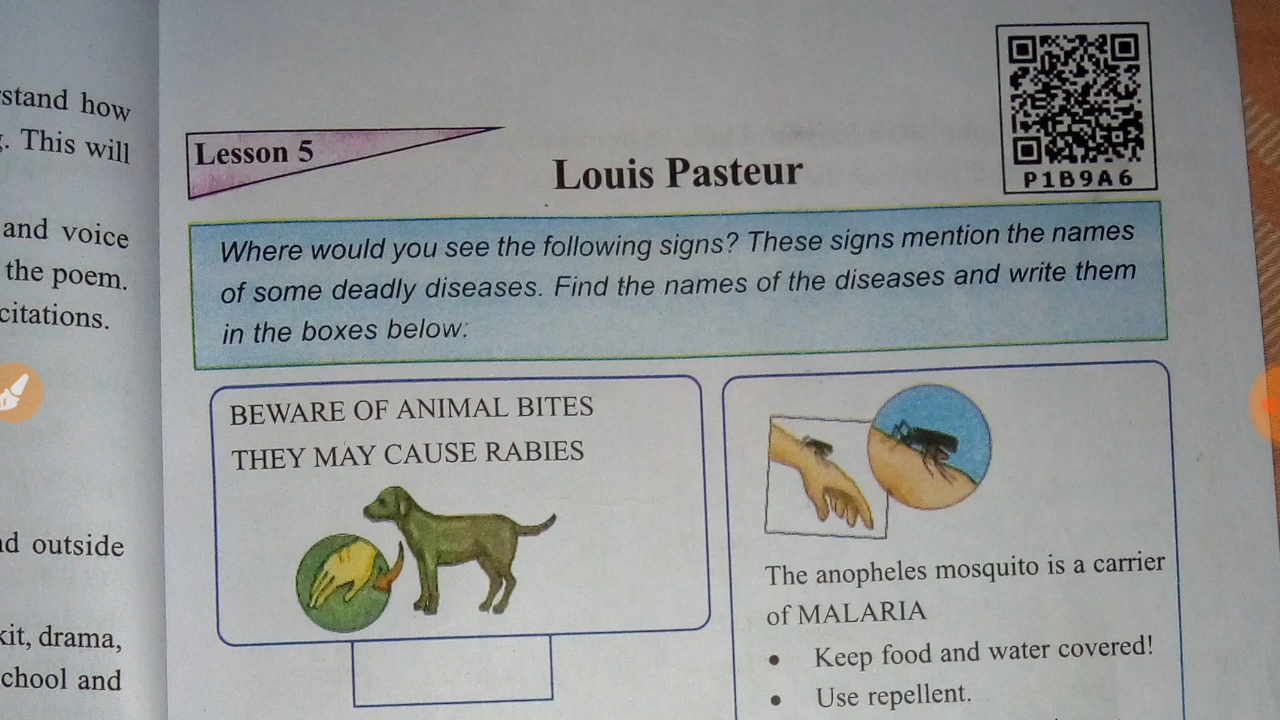 stand how
. This will
and voice
the poem.
citations.
outside
kit, drama,
chool and
P1B9A6
Lesson 5
Louis Pasteur
Where would you see the following signs? These signs mention the names
of some deadly diseases. Find the names of the diseases and write them
in the boxes below:
BEWARE OF ANIMAL BITES
THEY MAY CAUSE RABIES
The anopheles mosquito is a carrier
of MALARIA
• Keep food and water covered!
• Use repellent.